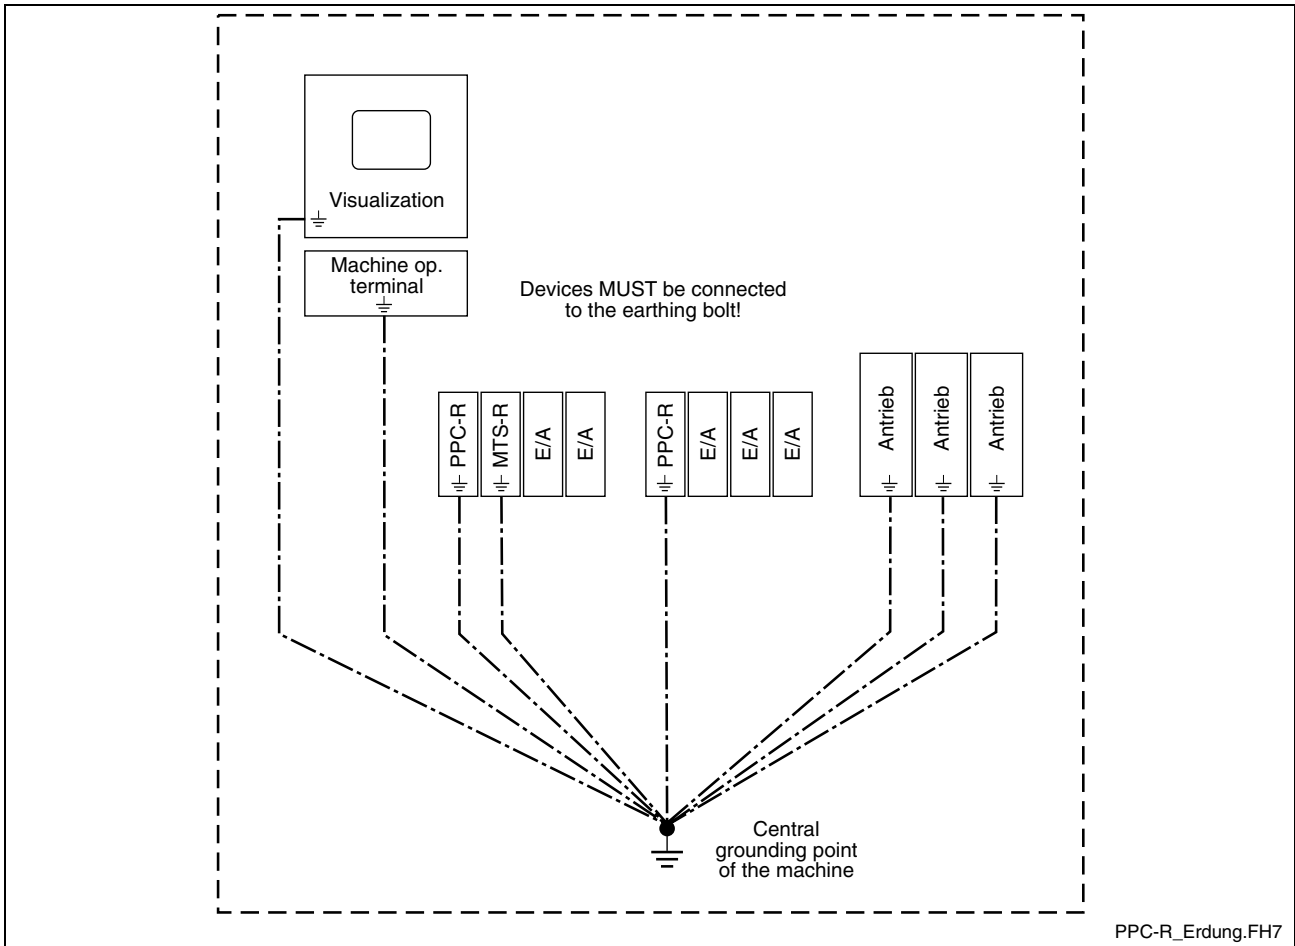 Visualization
Machine op.
terminal
Devices MUST be connected
to the earthing bolt!
PPC-R
MTS-R
E/A
E/A
PPC-R
E/A
E/A
E/A
Antrieb
Antrieb
Antrieb
Central
grounding point
of the machine
PPC-R_Erdung.FH7